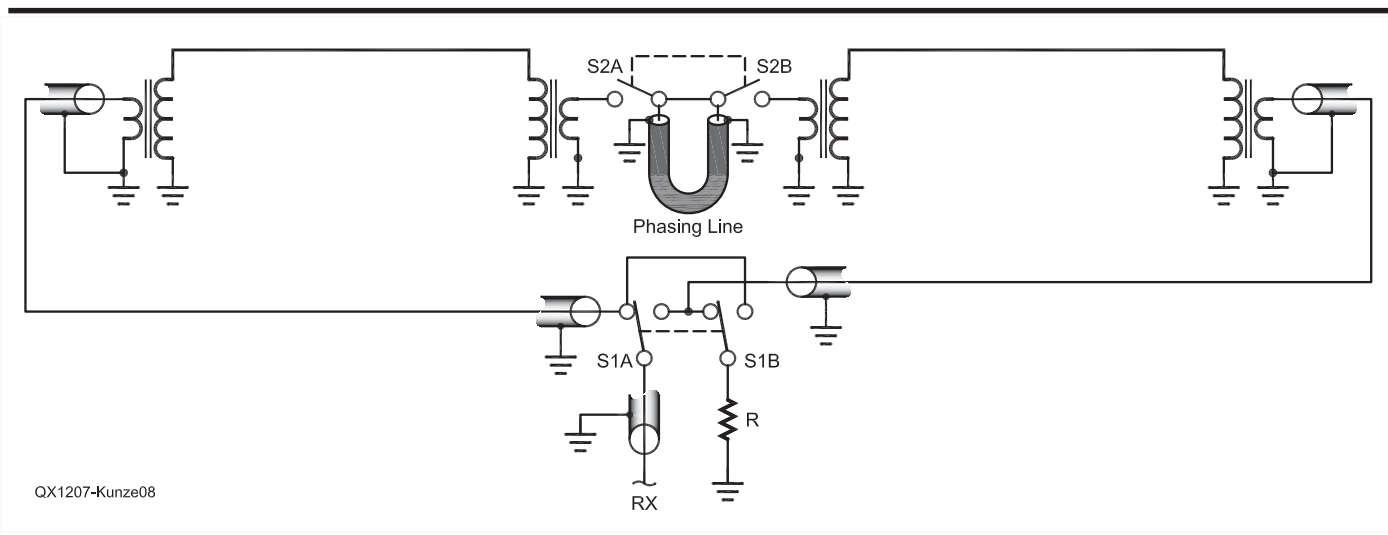 S2A
S2B
Phasing Line
S1A
S1B
R
RX
QX1207-Kunze08